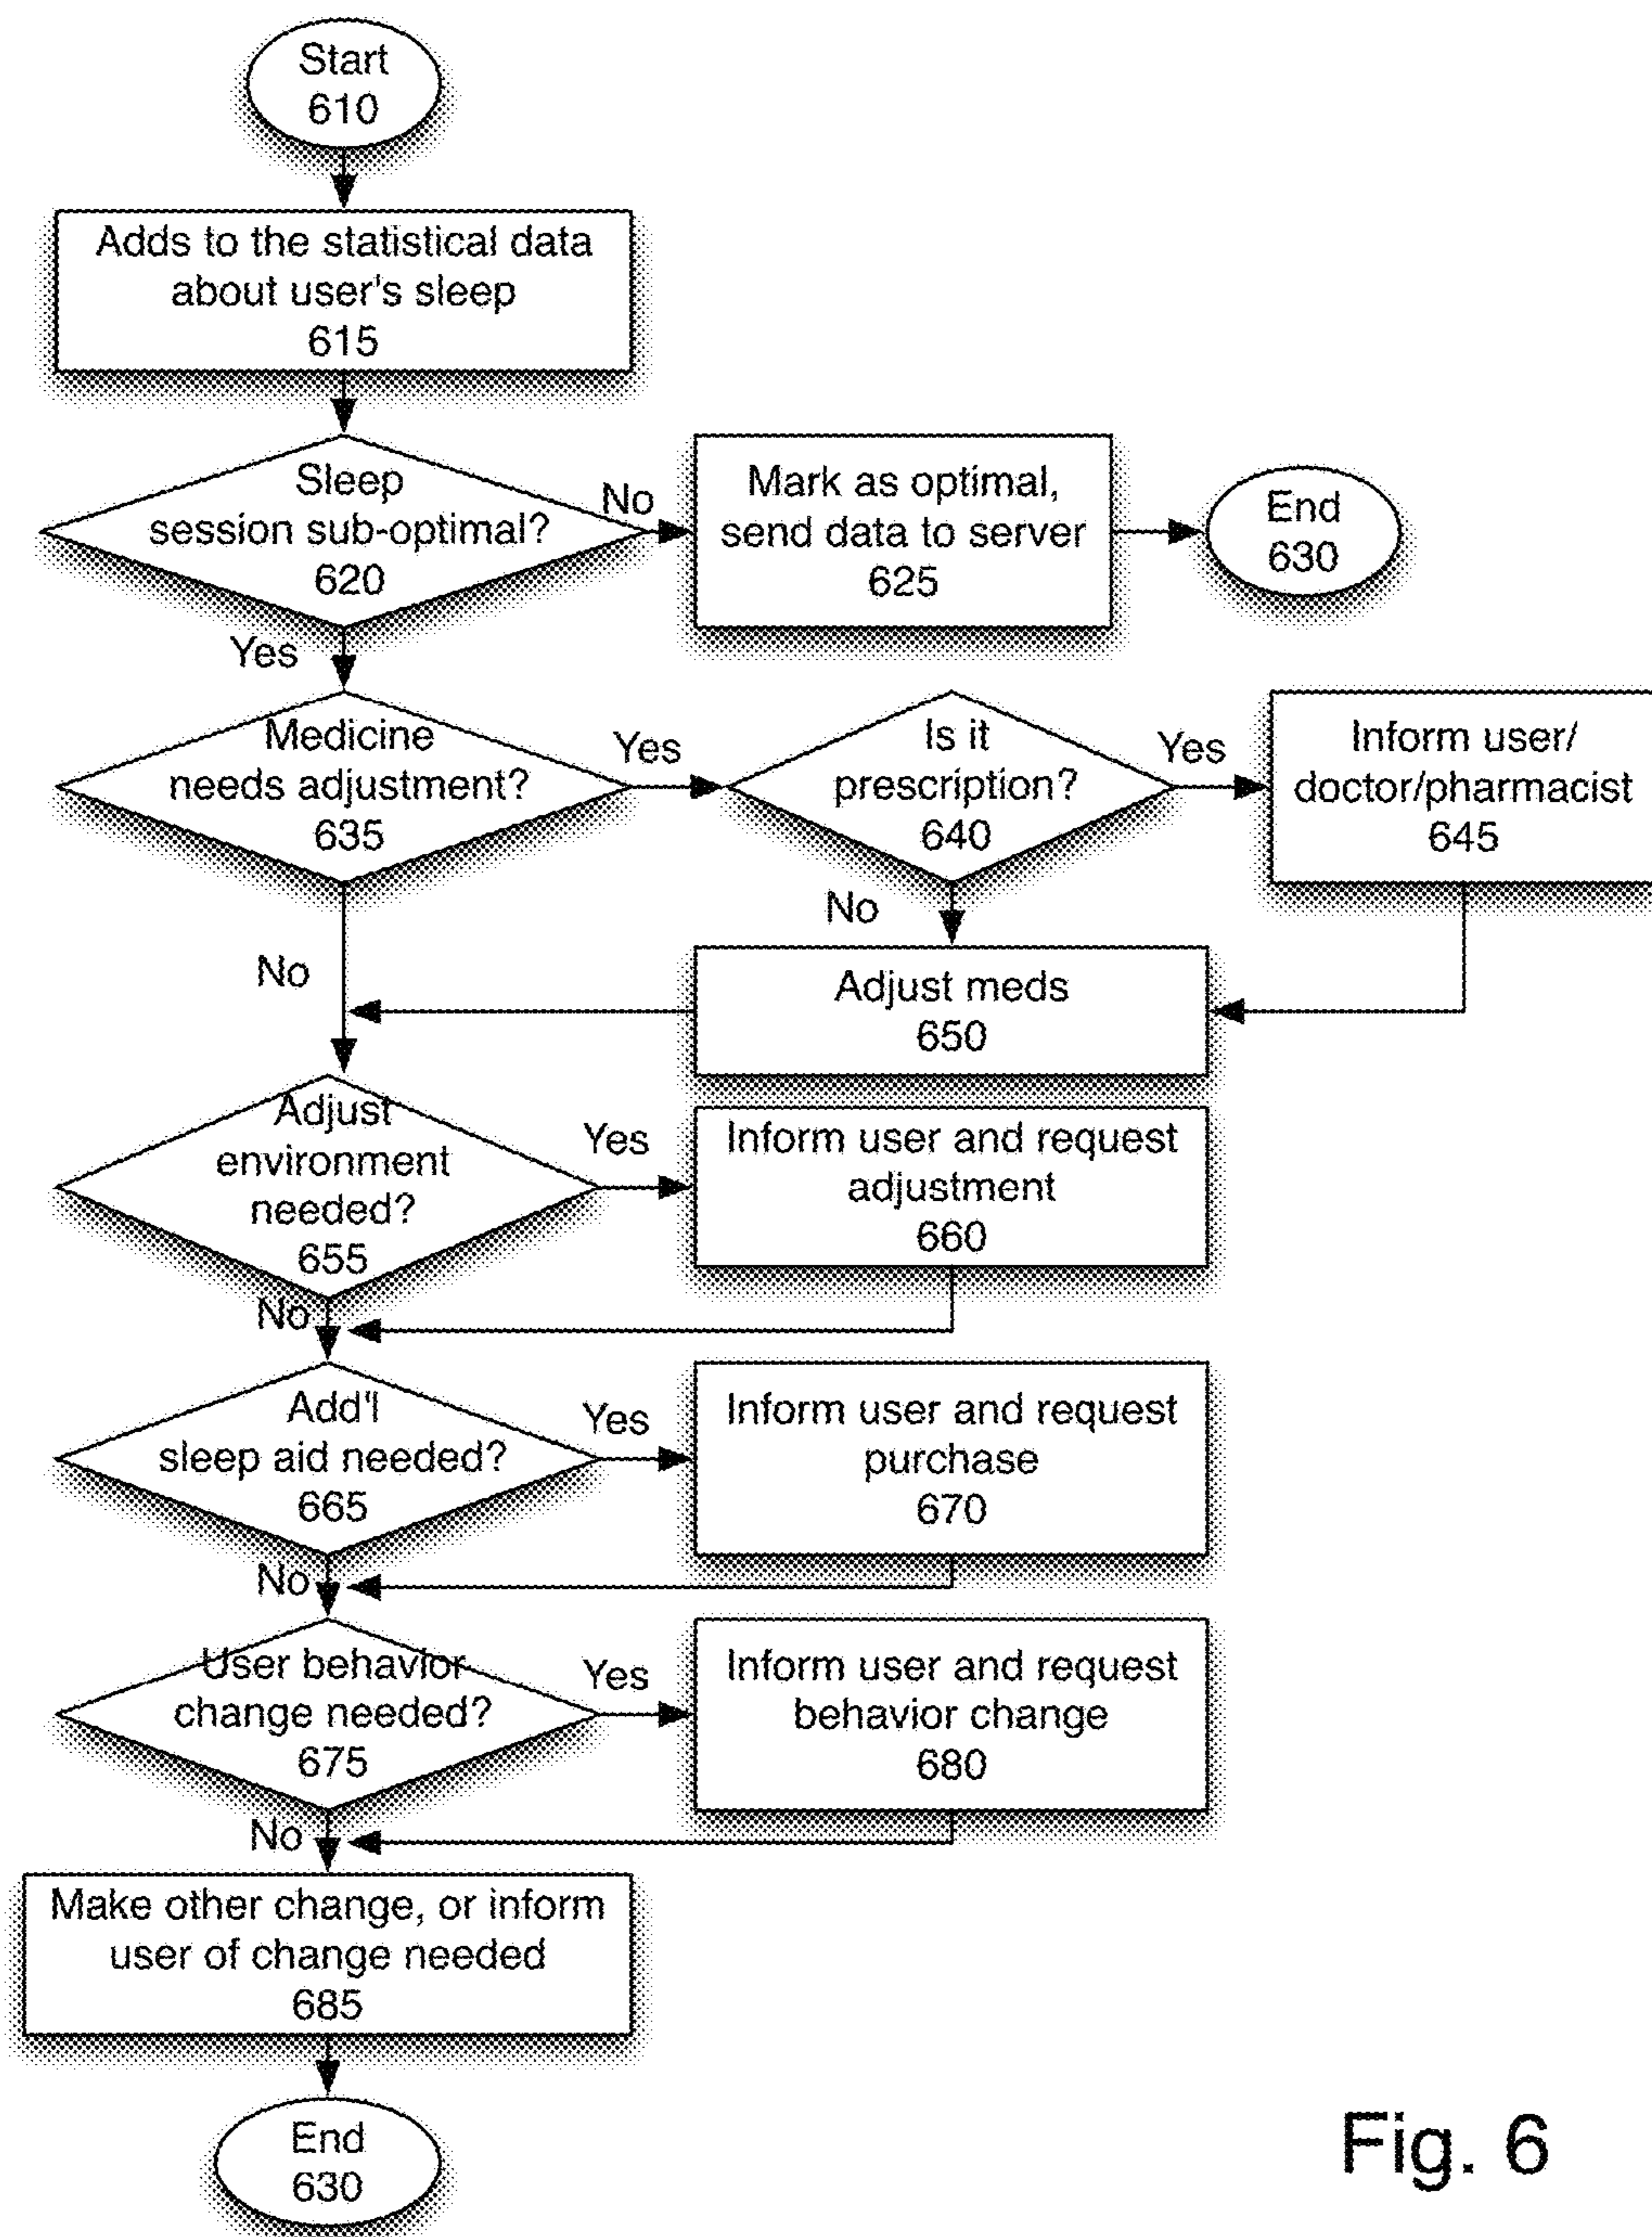 Start
610
Adds to the statistical data
about user's sleep
615
Sleep
session sub-optimal?
620
No
Mark as optimal,
send data to server
625
End
630
Yes
Medicine
needs adjustment?
635
Yes
Is it
prescription?
640
Yes
Inform user/
doctor/pharmacist
645
No
No
Adjust meds
650
Adjust
environment
needed?
655
Yes
Inform user and request
adjustment
660
No
Add'l
sleep aid needed?
665
Yes
Inform user and request
purchase
670
No
User behavior
change needed?
675
Yes
Inform user and request
behavior change
680
No
Make other change, or inform
user of change needed
685
End
630
Fig. 6